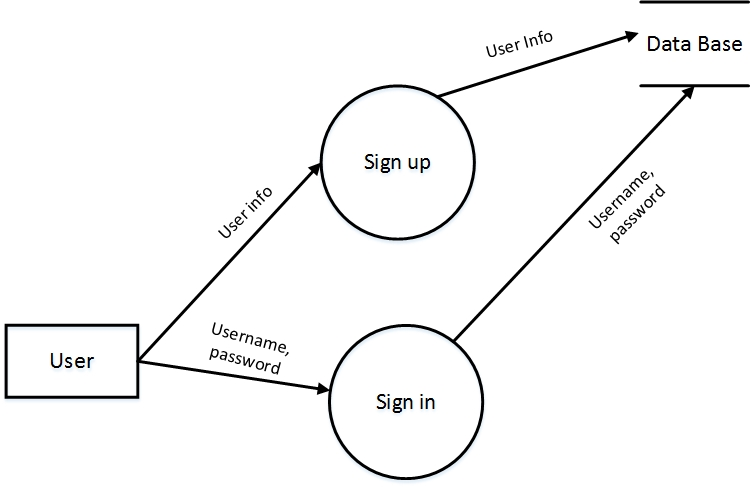 User Info
Data Base
Sign up
User info
Username,
password
Username,
password
User
Sign in